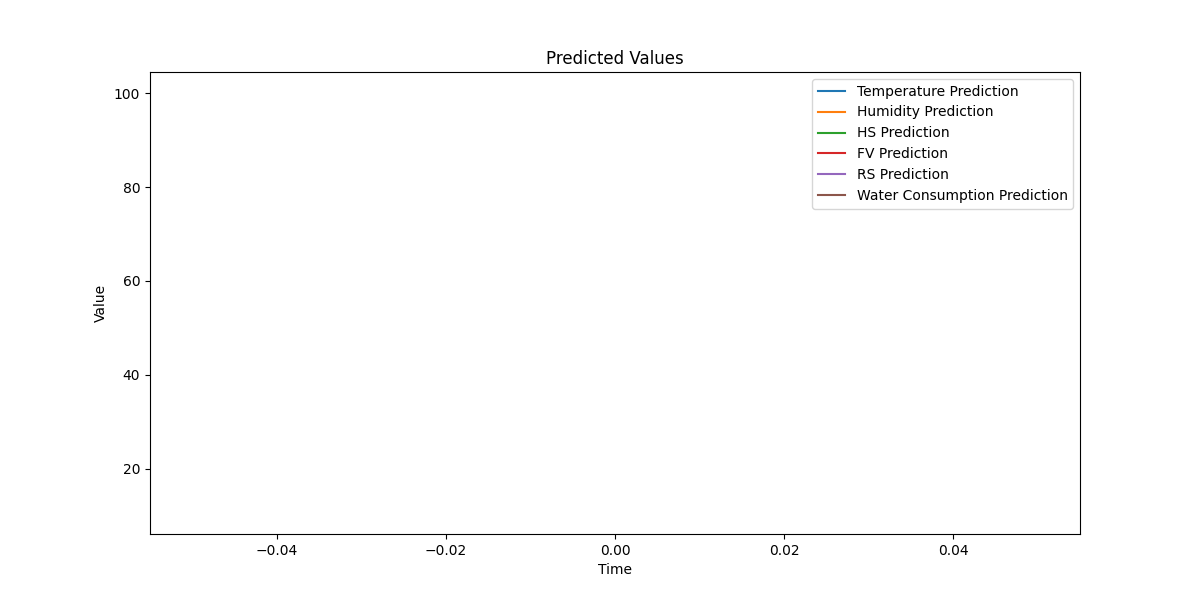 Predicted Values
100
80
60
40
20
Value
Temperature Prediction
Humidity Prediction
HS Prediction
FV Prediction
RS Prediction
Water Consumption Prediction
−0.04
−0.02
0.00
0.02
0.04
Time